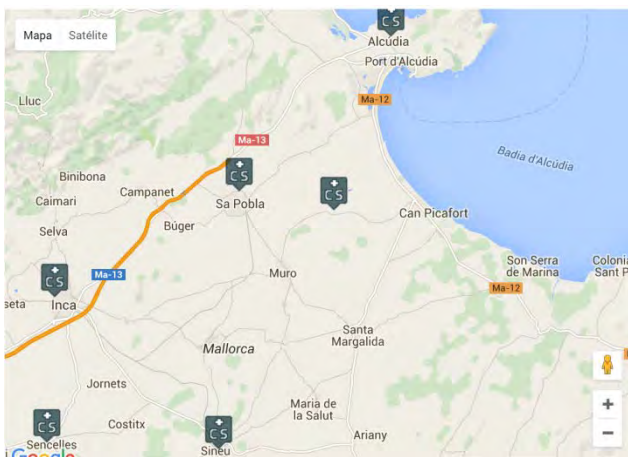 Mapa Satélite
CS
Alcúdia
Port d'Alcúdia
Lluc
Ma-12
Ma-13
Badia d'Alcúdia
Binibona
CS
Campanet
CS
Caimari
Sa Pobla
Can Picafort
Selva
Búger
Son Serra
de Marina
Colonia
Sant P
Muro
Ma-13
CS
Ma-12
seta
Inca
Santa
Margalida
Mallorca
Jornets
Maria de
la Salut
CS
Costitx
CS
Ariany
Sencelles
Sineu
Google